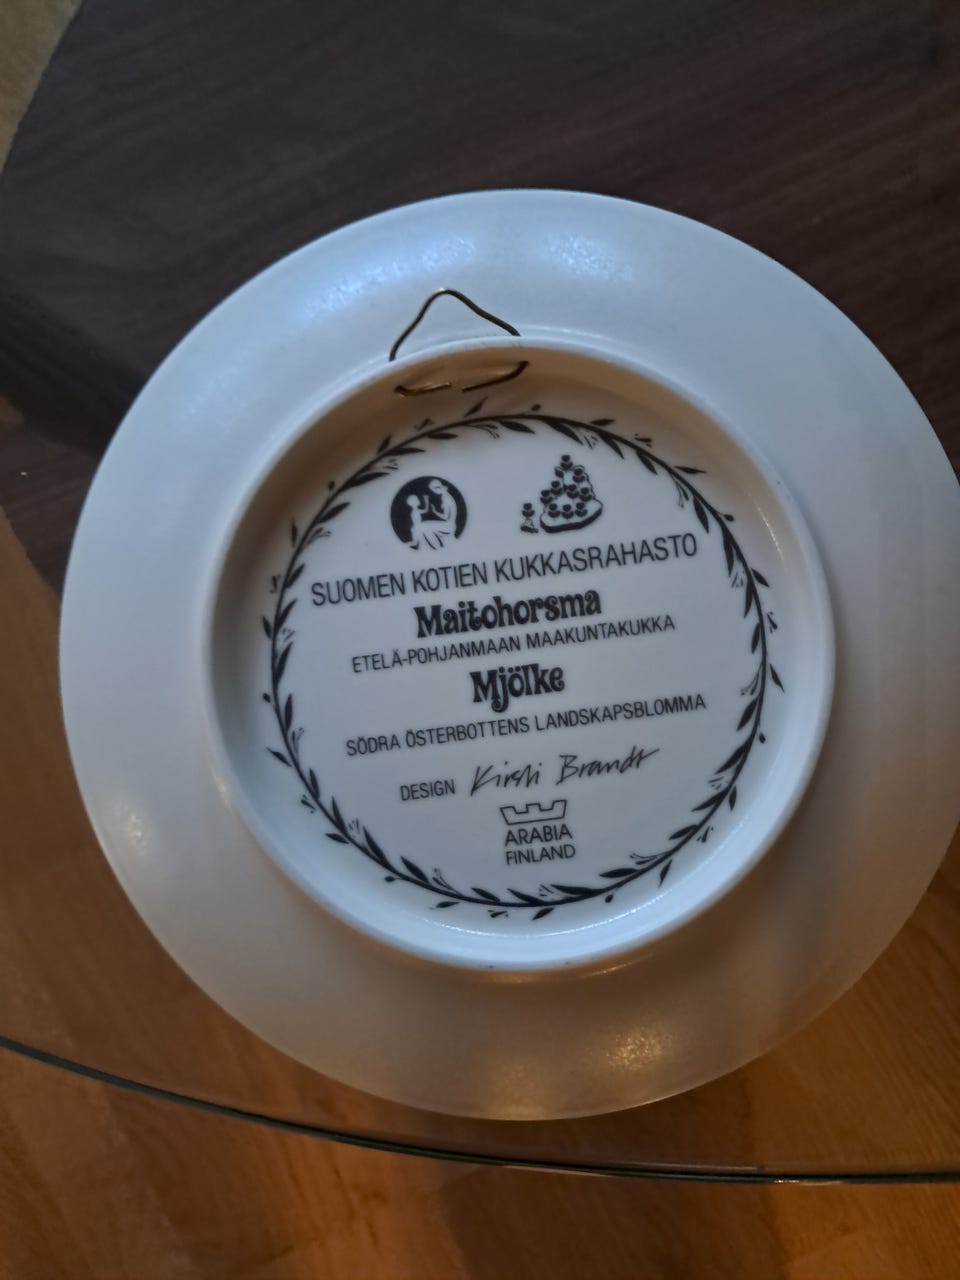 SUOMEN KOTIEN KUKKASRAHASTO
Maitohorsma
ETELÄ-POHJANMAAN MAAKUNTAKUKKA
Mjölke
SÖDRA ÖSTERBOTTENS LANDSKAPSBLOMMA
DESIGN Kirsti Brandt
ARABIA
FINLAND